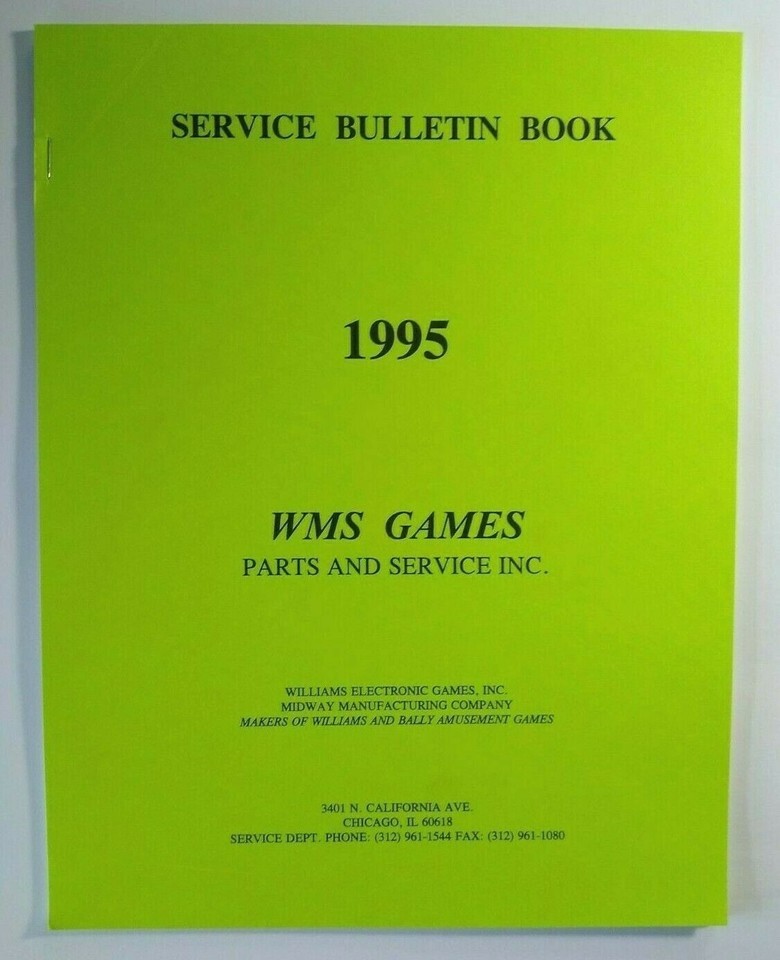 SERVICE BULLETIN BOOK
1995
WMS GAMES
PARTS AND SERVICE INC.
WILLIAMS ELECTRONIC GAMES, INC.
MIDWAY MANUFACTURING COMPANY
MAKERS OF WILLIAMS AND BALLY AMUSEMENT GAMES
3401 N. CALIFORNIA AVE.
CHICAGO, IL 60618
SERVICE DEPT. PHONE: (312) 961-1544 FAX: (312) 961-1080